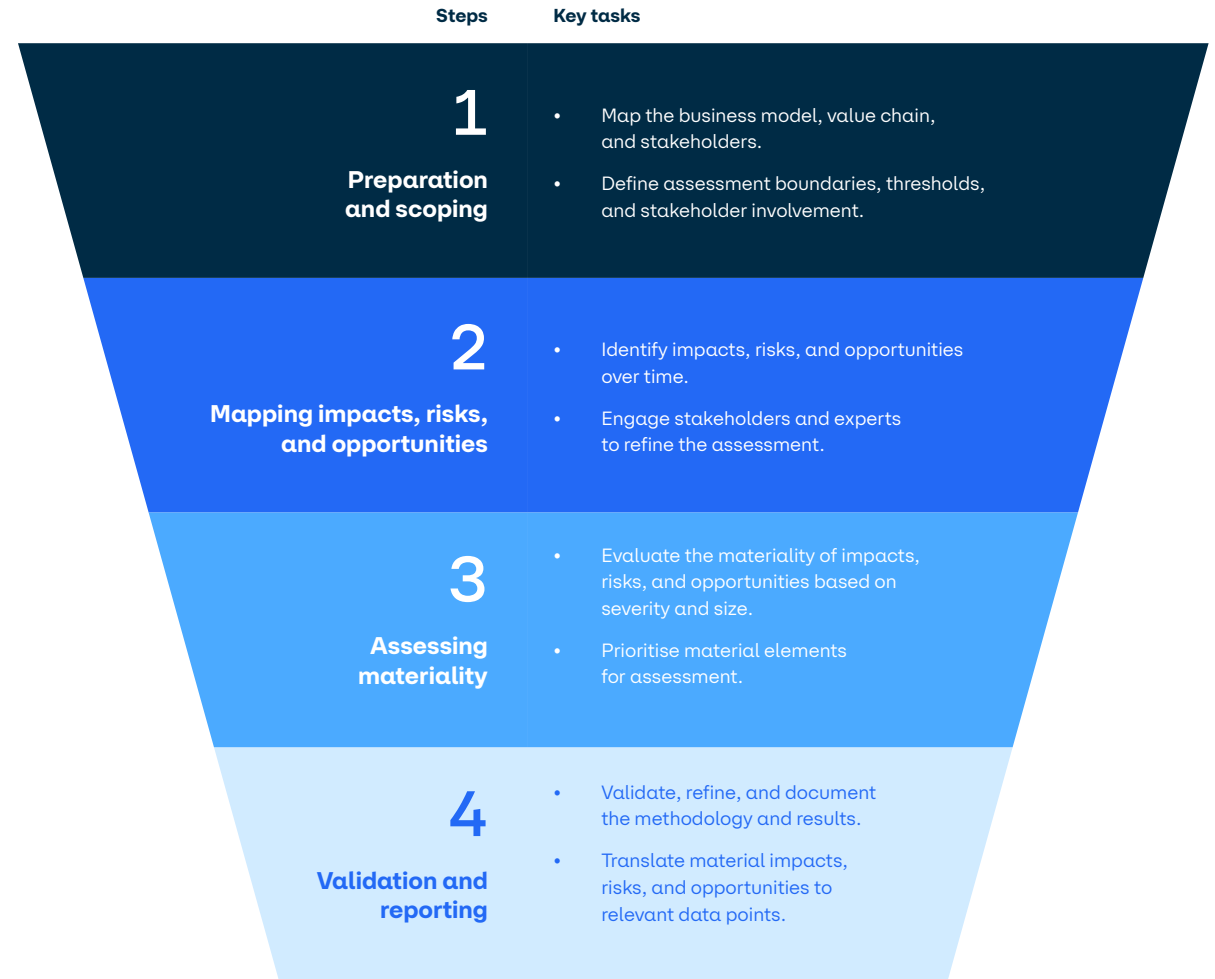 Steps
Key tasks
1
Preparation
and scoping
• Map the business model, value chain,
and stakeholders.
• Define assessment boundaries, thresholds,
and stakeholder involvement.
2
Mapping impacts, risks,
and opportunities
• Identify impacts, risks, and opportunities
over time.
• Engage stakeholders and experts
to refine the assessment.
3
Assessing
materiality
• Evaluate the materiality of impacts,
risks, and opportunities based on
severity and size.
• Prioritise material elements
for assessment.
4
Validation and
reporting
• Validate, refine, and document
the methodology and results.
• Translate material impacts,
risks, and opportunities to
relevant data points.